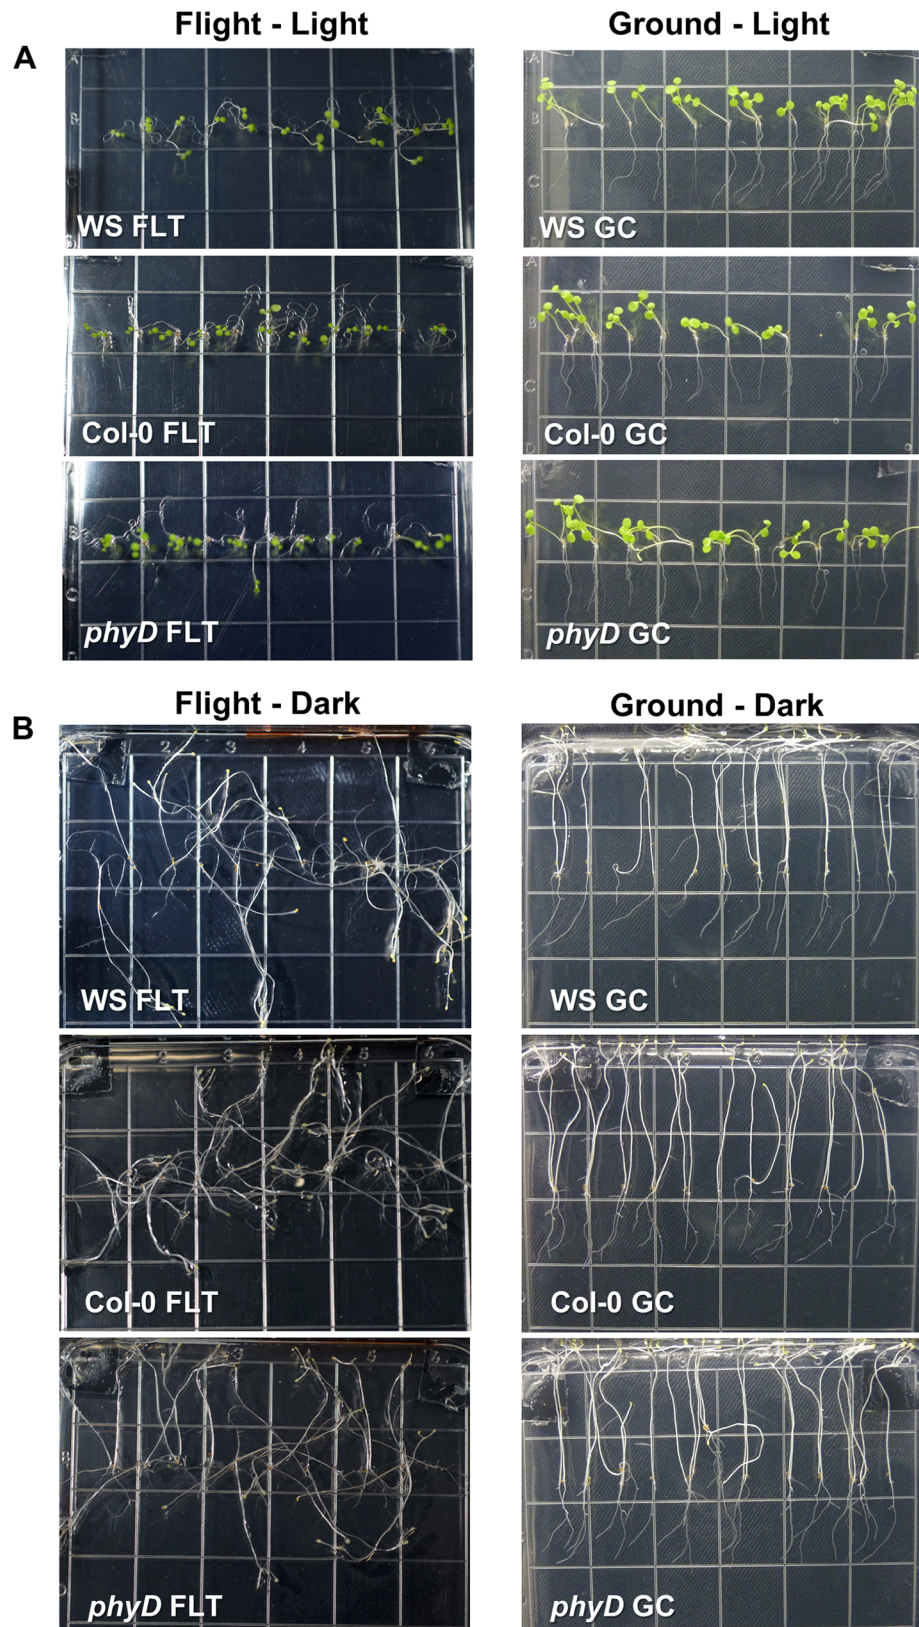 Flight - Light
Ground - Light
A
WS FLT
WS GC
Col-0 FLT
Col-0 GC
phyD FLT
phyD GC
Flight - Dark
Ground - Dark
B
WS FLT
WS GC
Col-0 FLT
Col-0 GC
phyD FLT
phyD GC